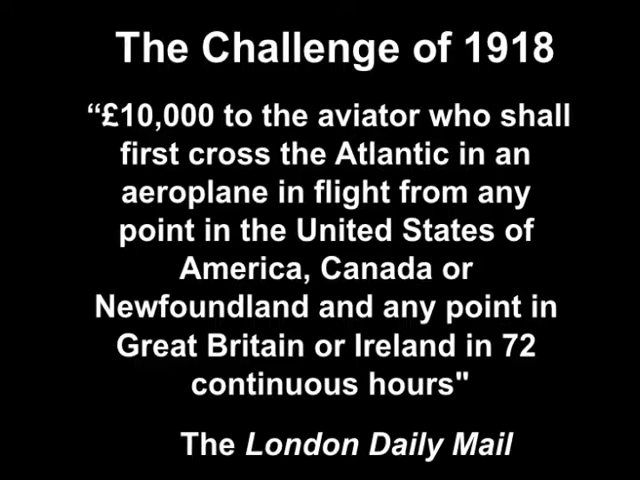 The Challenge of 1918
“£10,000 to the aviator who shall
first cross the Atlantic in an
aeroplane in flight from any
point in the United States of
America, Canada or
Newfoundland and any point in
Great Britain or Ireland in 72
continuous hours"
The London Daily Mail